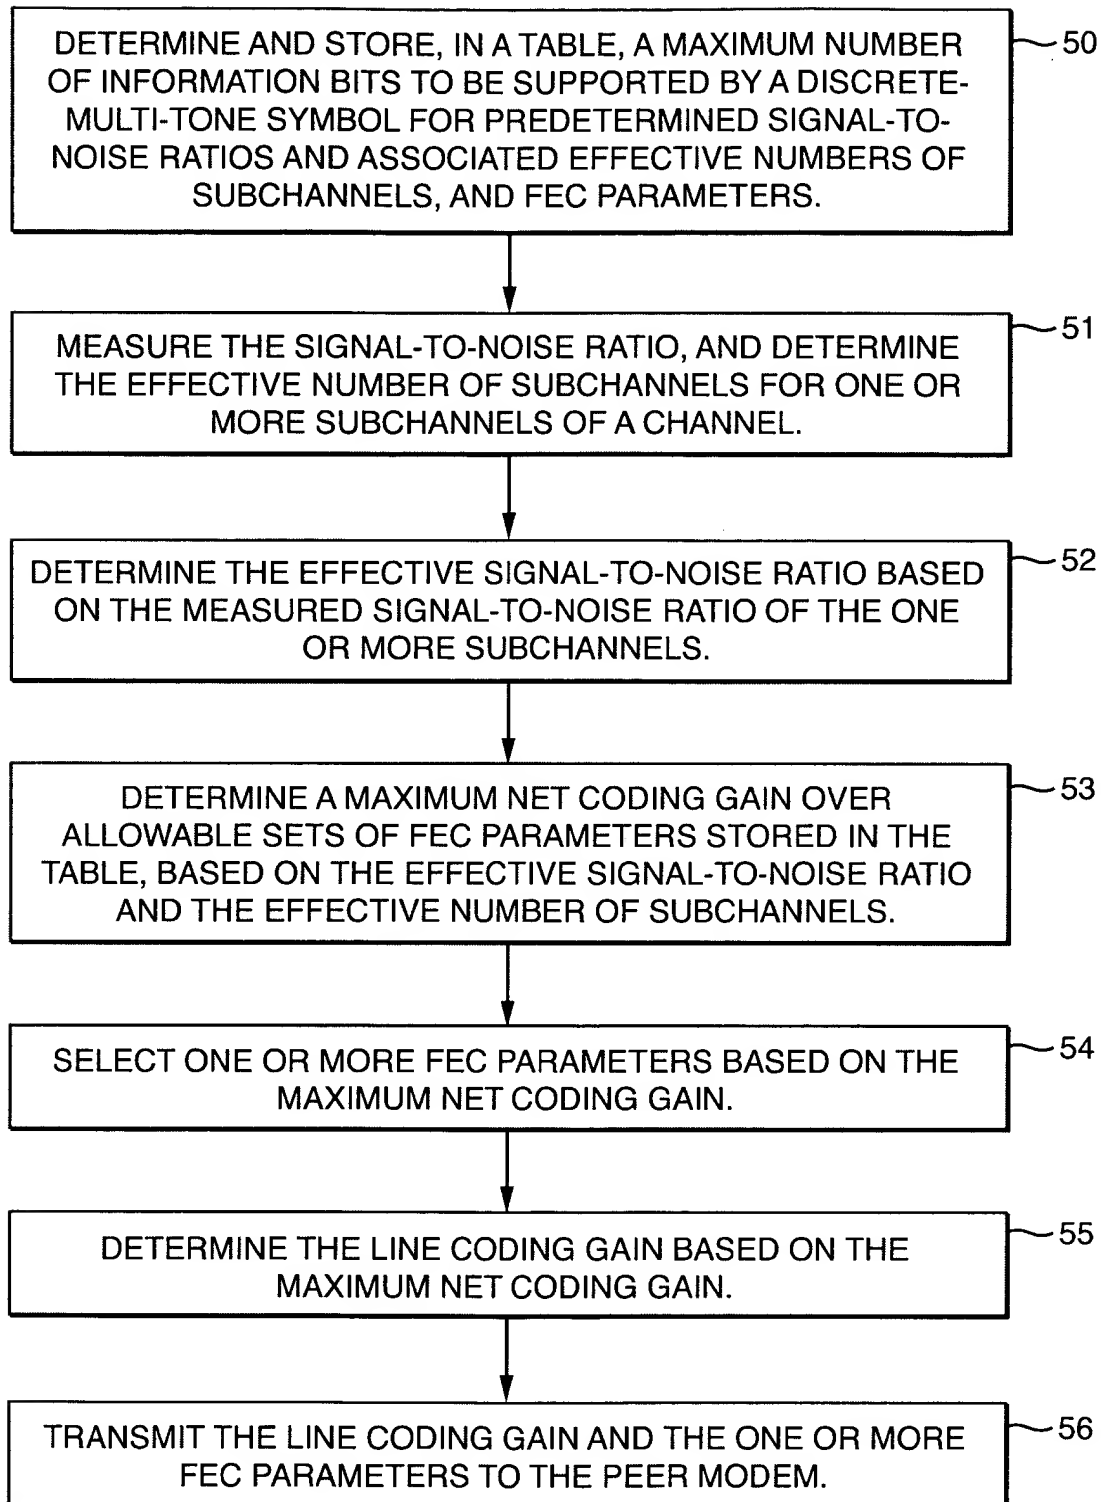 DETERMINE AND STORE, IN A TABLE, A MAXIMUM NUMBER
OF INFORMATION BITS TO BE SUPPORTED BY A DISCRETE-
MULTI-TONE SYMBOL FOR PREDETERMINED SIGNAL-TO-
NOISE RATIOS AND ASSOCIATED EFFECTIVE NUMBERS OF
SUBCHANNELS, AND FEC PARAMETERS.
50
MEASURE THE SIGNAL-TO-NOISE RATIO, AND DETERMINE
THE EFFECTIVE NUMBER OF SUBCHANNELS FOR ONE OR
MORE SUBCHANNELS OF A CHANNEL.
51
DETERMINE THE EFFECTIVE SIGNAL-TO-NOISE RATIO BASED
ON THE MEASURED SIGNAL-TO-NOISE RATIO OF THE ONE
OR MORE SUBCHANNELS.
52
DETERMINE A MAXIMUM NET CODING GAIN OVER
ALLOWABLE SETS OF FEC PARAMETERS STORED IN THE
TABLE, BASED ON THE EFFECTIVE SIGNAL-TO-NOISE RATIO
AND THE EFFECTIVE NUMBER OF SUBCHANNELS.
53
SELECT ONE OR MORE FEC PARAMETERS BASED ON THE
MAXIMUM NET CODING GAIN.
54
DETERMINE THE LINE CODING GAIN BASED ON THE
MAXIMUM NET CODING GAIN.
55
TRANSMIT THE LINE CODING GAIN AND THE ONE OR MORE
FEC PARAMETERS TO THE PEER MODEM.
56